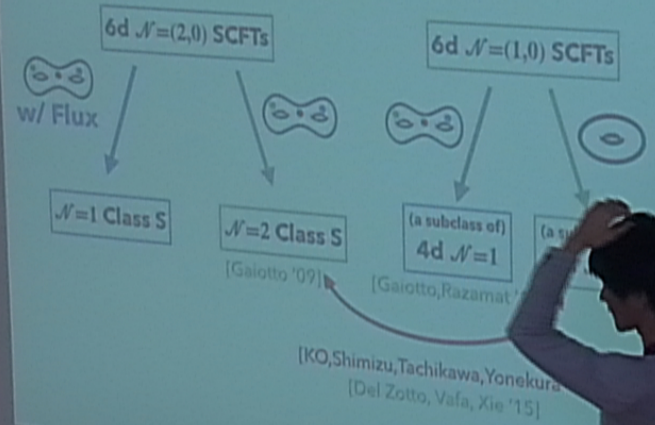 6d 𝒩=(2,0) SCFTs
6d 𝒩=(1,0) SCFTs
w/ Flux
𝒩=1 Class S
𝒩=2 Class S
[Gaiotto '09]
(a subclass of)
4d 𝒩=1
[Gaiotto,Razamat
(a
[KO,Shimizu,Tachikawa,Yonekura
[Del Zotto, Vafa, Xie '15]